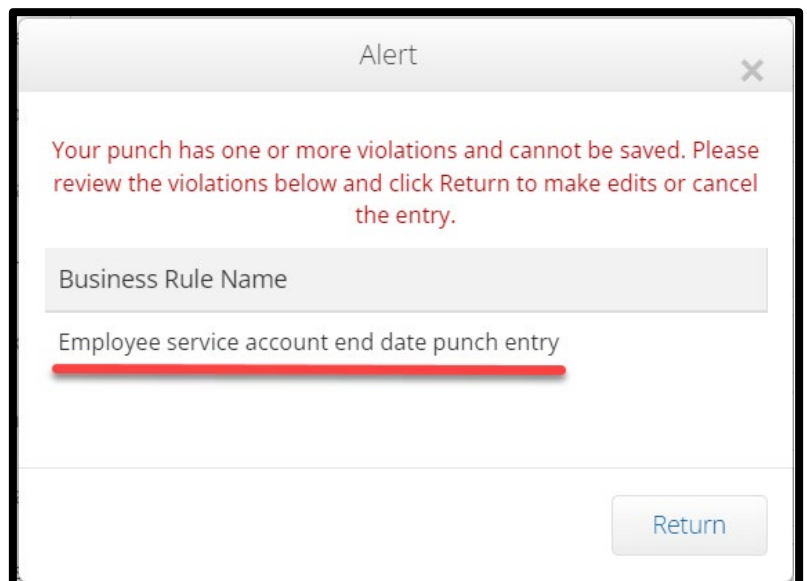 Alert
Your punch has one or more violations and cannot be saved. Please
review the violations below and click Return to make edits or cancel
the entry.
Business Rule Name
Employee service account end date punch entry
Return